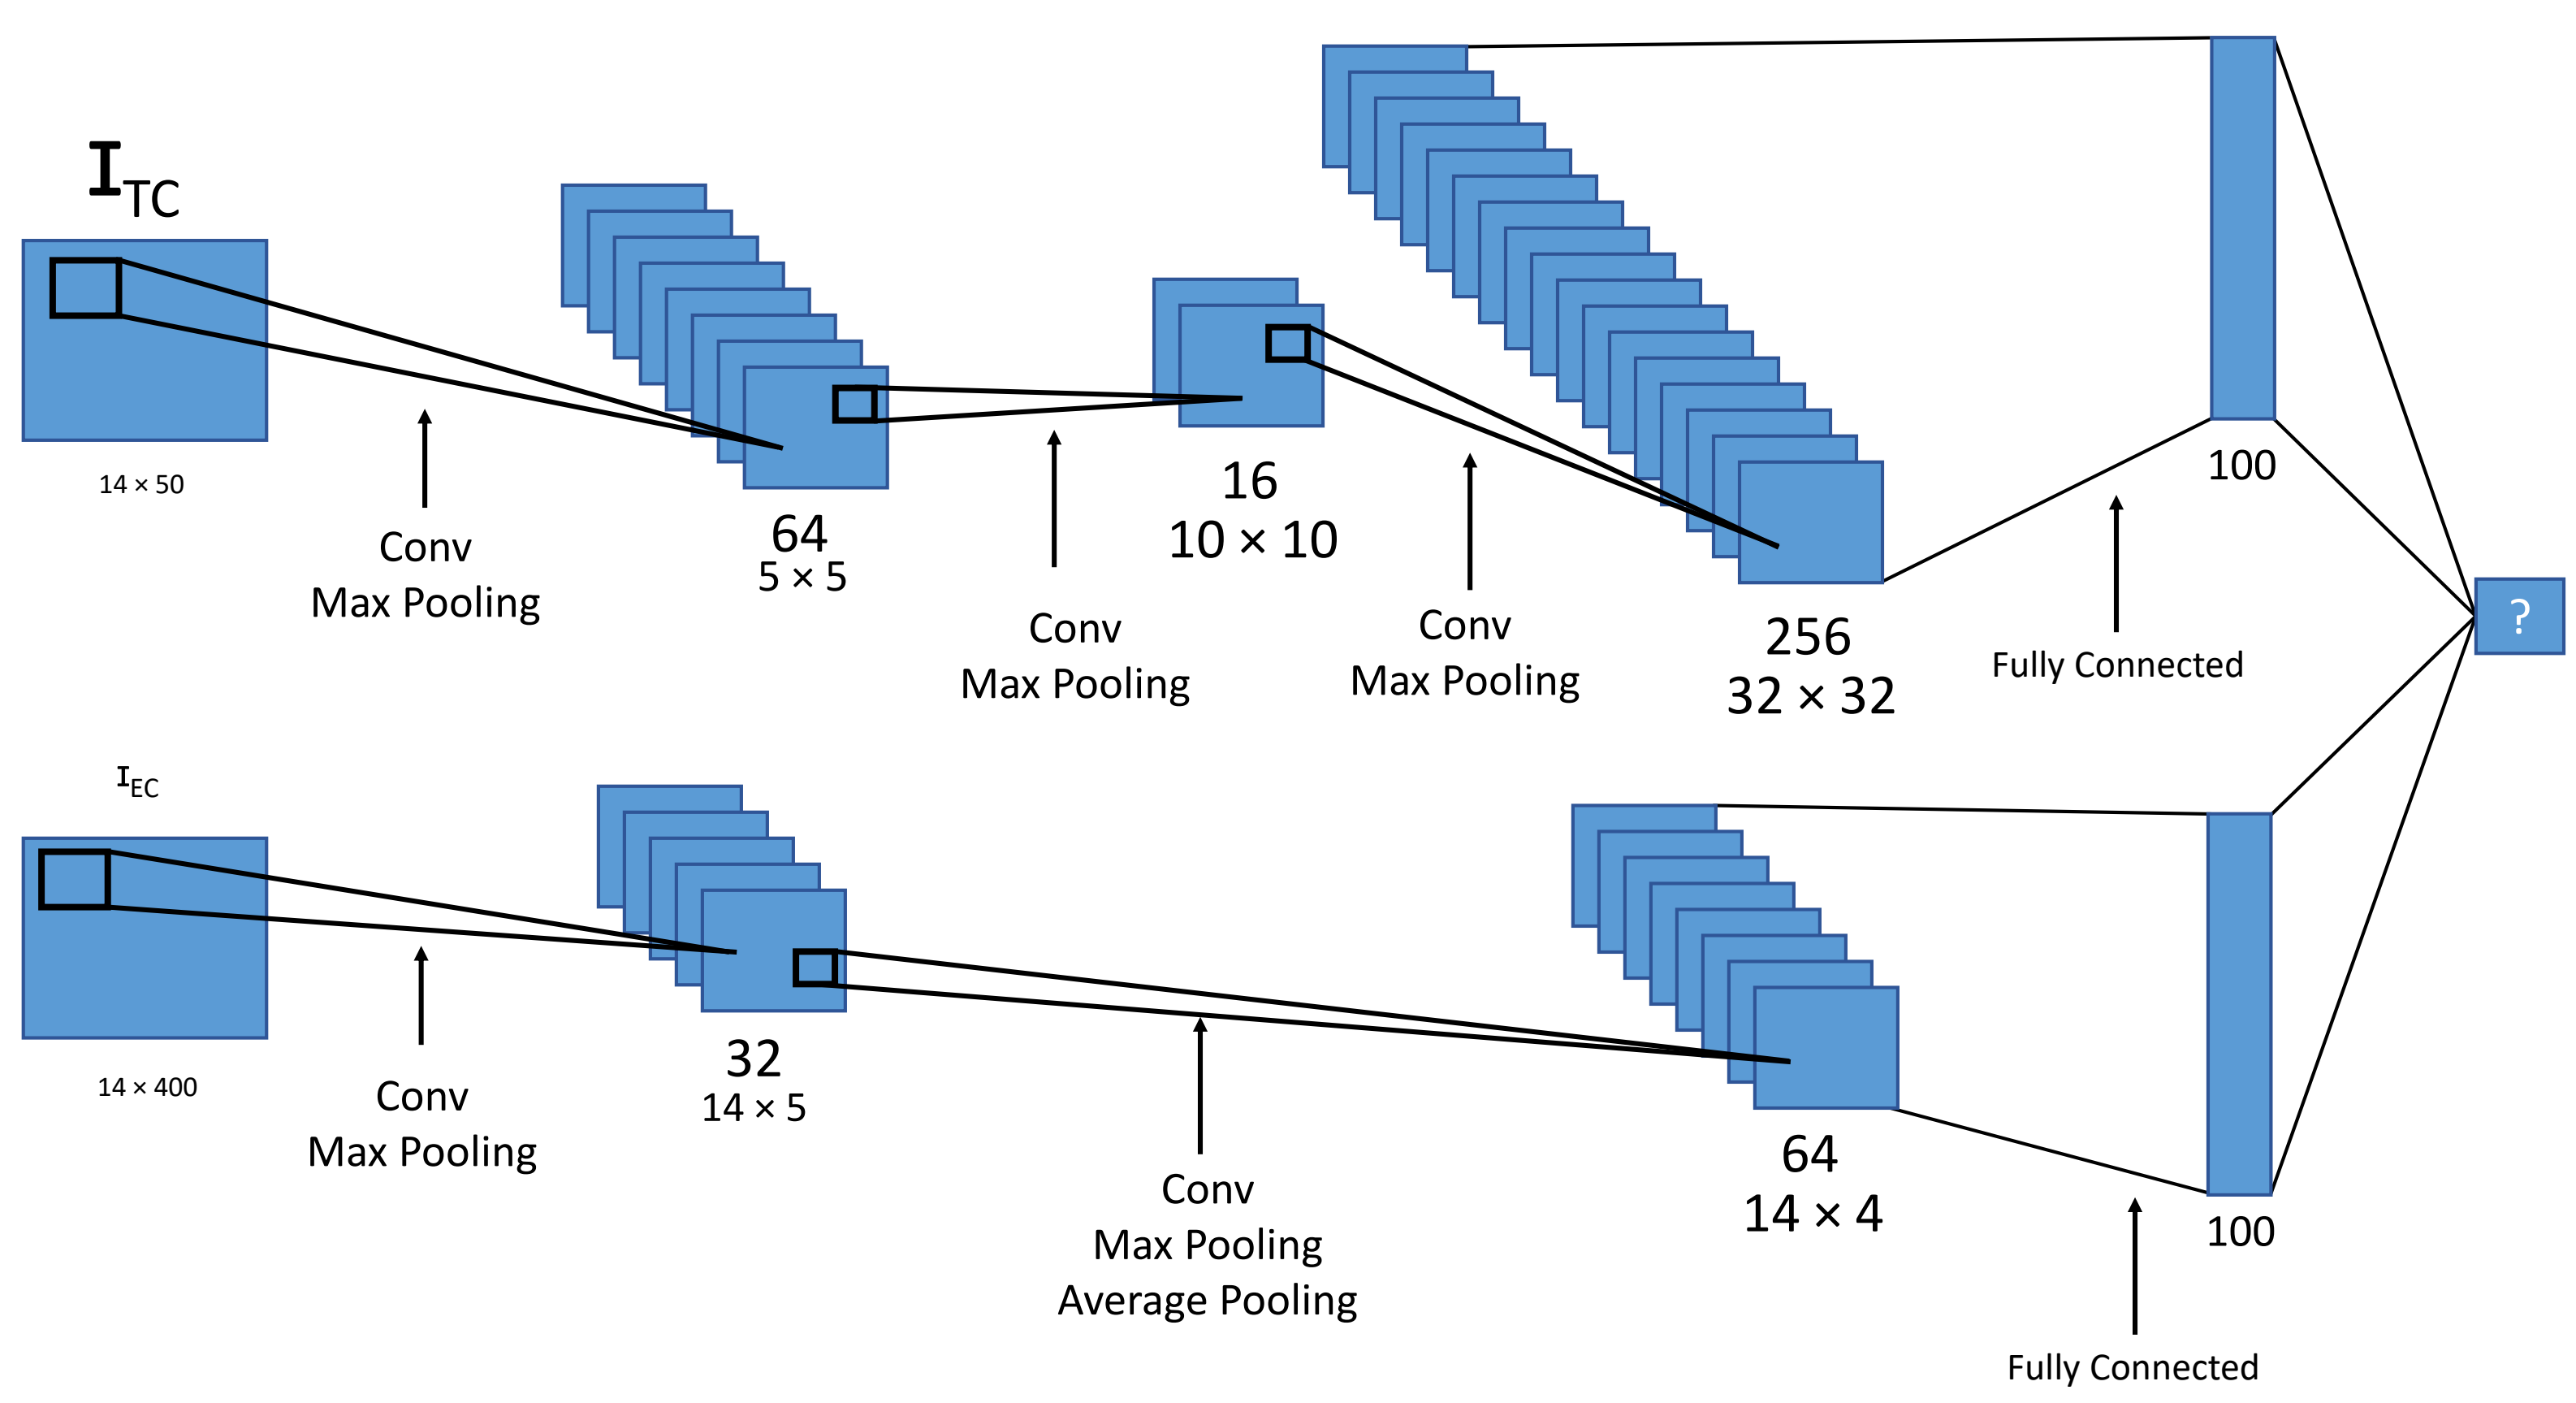 I TC
14 × 50
Conv
Max Pooling
64
5 × 5
Conv
Max Pooling
16
10 × 10
Conv
Max Pooling
256
32 × 32
Fully Connected
100
?
I EC
14 × 400
Conv
Max Pooling
32
14 × 5
Conv
Max Pooling
Average Pooling
64
14 × 4
Fully Connected
100